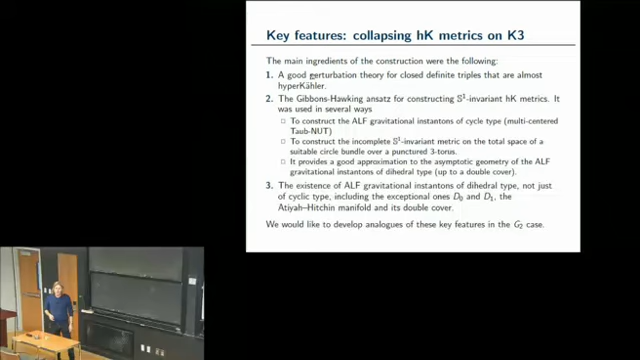 Key features: collapsing hK metrics on K3
The main ingredients of the construction were the following:
1. A good perturbation theory for closed definite triples that are almost
hyperKähler.
2. The Gibbons-Hawking ansatz for constructing S¹-invariant hK metrics. It
was used in several ways
To construct the ALF gravitational instantons of cycle type (multi-centered
Taub-NUT)
To construct the incomplete S¹-invariant metric on the total space of a
suitable circle bundle over a punctured 3-torus.
It provides a good approximation to the asymptotic geometry of the ALF
gravitational instantons of dihedral type (up to a double cover).
3. The existence of ALF gravitational instantons of dihedral type, not just
of cyclic type, including the exceptional ones D₀ and D₁, the
Atiyah-Hitchin manifold and its double cover.
We would like to develop analogues of these key features in the G₂ case.